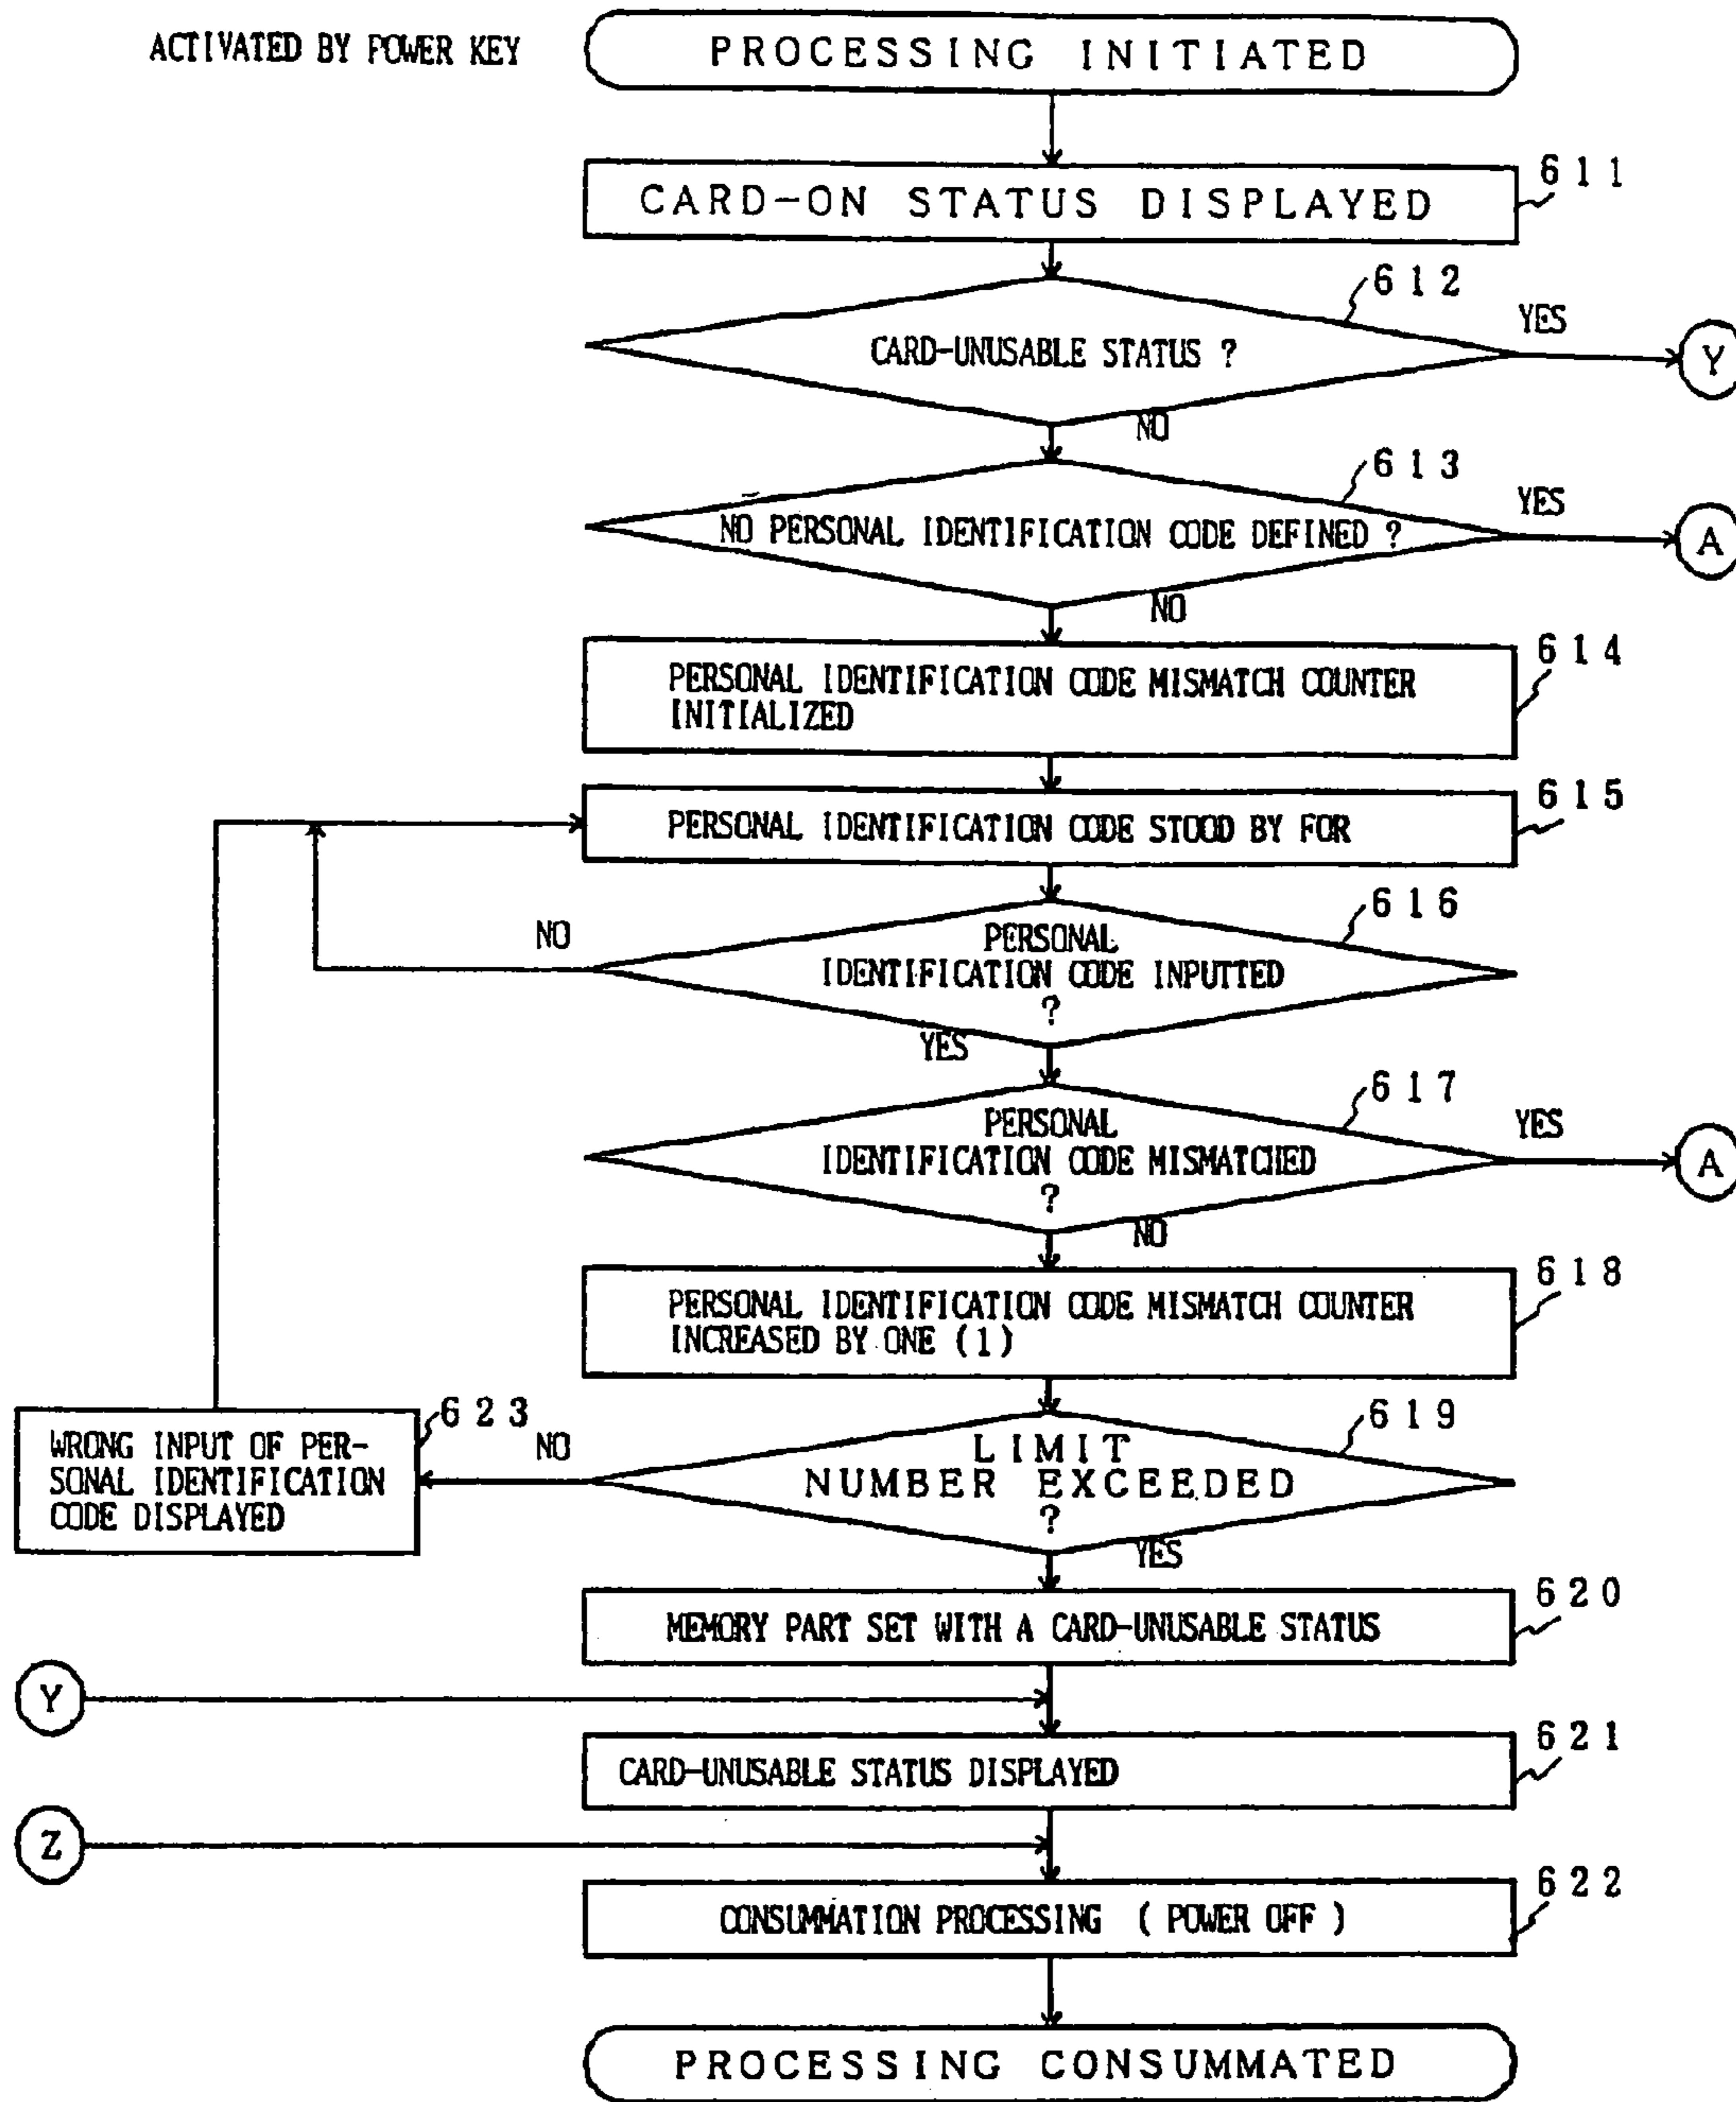 ACTIVATED BY POWER KEY
PROCESSING INITIATED
611
CARD-ON STATUS DISPLAYED
612
CARD-UNUSABLE STATUS ?
YES
Y
NO
613
NO PERSONAL IDENTIFICATION CODE DEFINED ?
YES
A
NO
614
PERSONAL IDENTIFICATION CODE MISMATCH COUNTER
INITIALIZED
615
PERSONAL IDENTIFICATION CODE STOOD BY FOR
616
PERSONAL
IDENTIFICATION CODE INPUTTED
?
NO
YES
617
PERSONAL
IDENTIFICATION CODE MISMATCHED
?
YES
A
NO
618
PERSONAL IDENTIFICATION CODE MISMATCH COUNTER
INCREASED BY ONE (1)
619
LIMIT
NUMBER EXCEEDED
?
NO
623
WRONG INPUT OF PER-
SONAL IDENTIFICATION
CODE DISPLAYED
YES
620
MEMORY PART SET WITH A CARD-UNUSABLE STATUS
Y
621
CARD-UNUSABLE STATUS DISPLAYED
Z
622
CONSUMMATION PROCESSING ( POWER OFF )
PROCESSING CONSUMMATED